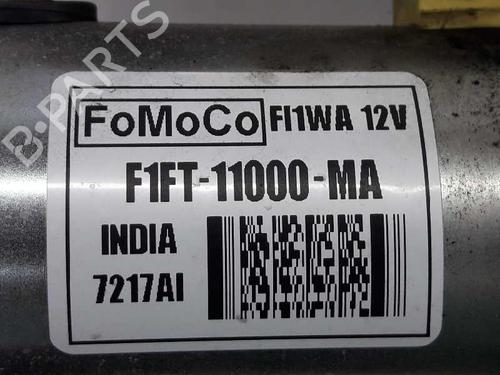 B-PARTS
FoMoCo FI1WA 12V
F1FT-11000-MA
INDIA
7217AI